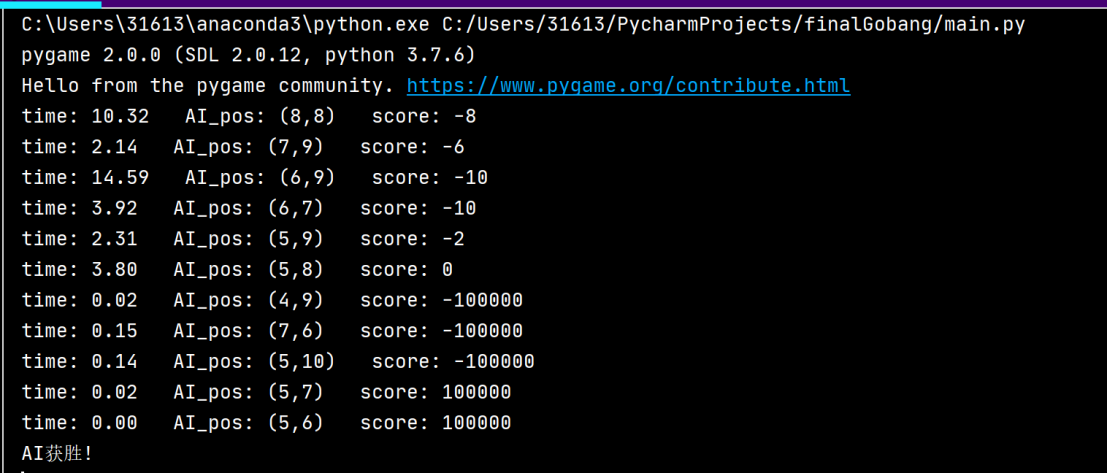 C:\Users\31613\anaconda3\python.exe C:/Users/31613/PycharmProjects/finalGobang/main.py
pygame 2.0.0 (SDL 2.0.12, python 3.7.6)
Hello from the pygame community. https://www.pygame.org/contribute.html
time: 10.32   AI_pos: (8,8)   score: -8
time: 2.14   AI_pos: (7,9)   score: -6
time: 14.59   AI_pos: (6,9)   score: -10
time: 3.92   AI_pos: (6,7)   score: -10
time: 2.31   AI_pos: (5,9)   score: -2
time: 3.80   AI_pos: (5,8)   score: 0
time: 0.02   AI_pos: (4,9)   score: -100000
time: 0.15   AI_pos: (7,6)   score: -100000
time: 0.14   AI_pos: (5,10)   score: -100000
time: 0.02   AI_pos: (5,7)   score: 100000
time: 0.00   AI_pos: (5,6)   score: 100000
AI获胜!